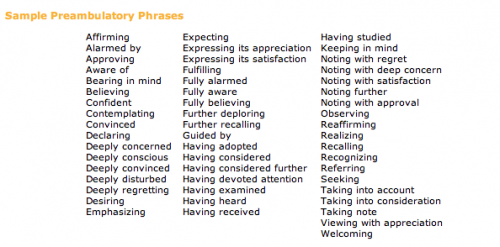 Sample Preambulatory Phrases
Affirming
Alarmed by
Approving
Aware of
Bearing in mind
Believing
Confident
Contemplating
Convinced
Declaring
Deeply concerned
Deeply conscious
Deeply convinced
Deeply disturbed
Deeply regretting
Desiring
Emphasizing
Expecting
Expressing its appreciation
Expressing its satisfaction
Fulfilling
Fully alarmed
Fully aware
Fully believing
Further deploring
Further recalling
Guided by
Having adopted
Having considered
Having considered further
Having devoted attention
Having examined
Having heard
Having received
Having studied
Keeping in mind
Noting with regret
Noting with deep concern
Noting with satisfaction
Noting further
Noting with approval
Observing
Reaffirming
Realizing
Recalling
Recognizing
Referring
Seeking
Taking into account
Taking into consideration
Taking note
Viewing with appreciation
Welcoming